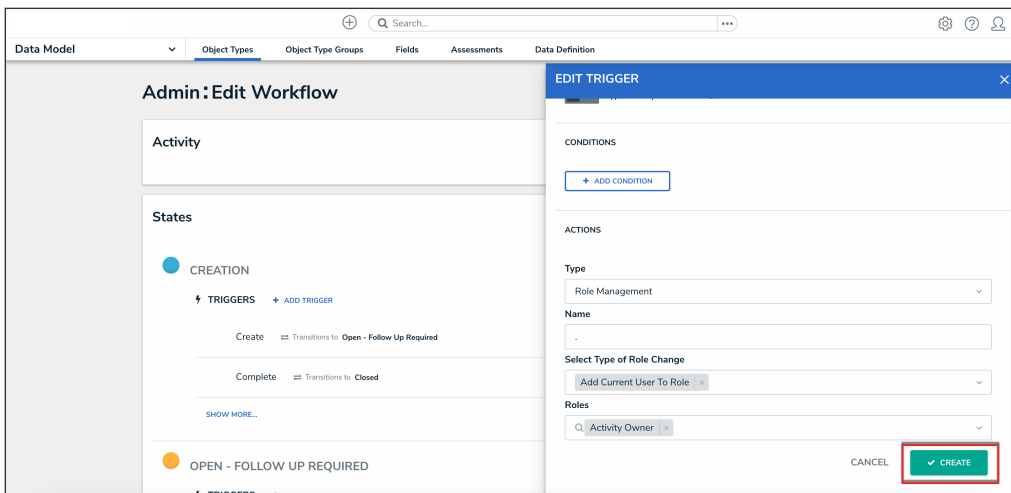 Search...
Data Model
Object Types
Object Type Groups
Fields
Assessments
Data Definition
Admin:Edit Workflow
Activity
States
CREATION
TRIGGERS + ADD TRIGGER
Create Transitions to Open - Follow Up Required
Complete Transitions to Closed
SHOW MORE...
OPEN - FOLLOW UP REQUIRED
EDIT TRIGGER
CONDITIONS
+ ADD CONDITION
ACTIONS
Type
Role Management
Name
.
Select Type of Role Change
Add Current User To Role ×
Roles
Activity Owner ×
CANCEL
CREATE